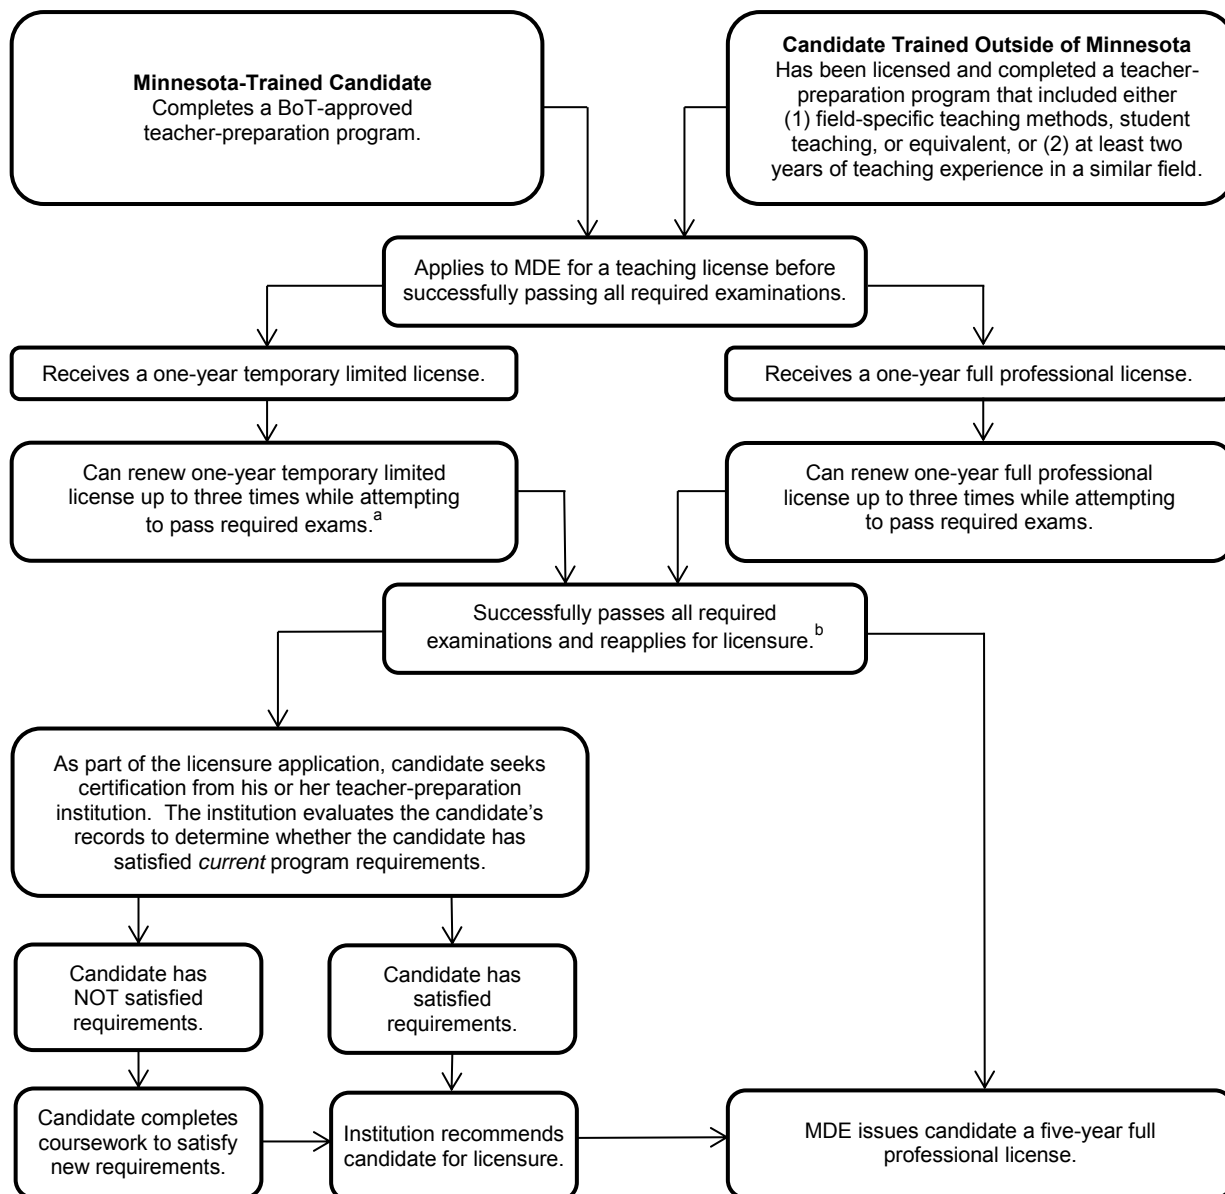 Minnesota-Trained Candidate
Completes a BoT-approved
teacher-preparation program.
Candidate Trained Outside of Minnesota
Has been licensed and completed a teacher-
preparation program that included either
(1) field-specific teaching methods, student
teaching, or equivalent, or (2) at least two
years of teaching experience in a similar field.
Applies to MDE for a teaching license before
successfully passing all required examinations.
Receives a one-year temporary limited license.
Receives a one-year full professional license.
Can renew one-year temporary limited
license up to three times while attempting
to pass required exams.a
Can renew one-year full professional
license up to three times while attempting
to pass required exams.
Successfully passes all required
examinations and reapplies for licensure.b
As part of the licensure application, candidate seeks
certification from his or her teacher-preparation
institution.  The institution evaluates the candidate's
records to determine whether the candidate has
satisfied current program requirements.
Candidate has
NOT satisfied
requirements.
Candidate has
satisfied
requirements.
Candidate completes
coursework to satisfy
new requirements.
Institution recommends
candidate for licensure.
MDE issues candidate a five-year full
professional license.